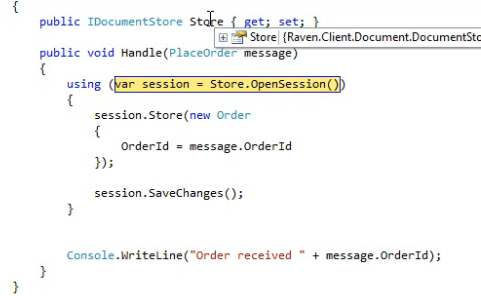 {
public IDocumentStore Store { get; set; }
Store {Raven.Client.Document.DocumentSto
public void Handle(PlaceOrder message)
{
using (var session = Store.OpenSession())
{
session.Store(new Order
{
OrderId = message.OrderId
});
session.SaveChanges();
}
Console.WriteLine("Order received " + message.OrderId);
}
}